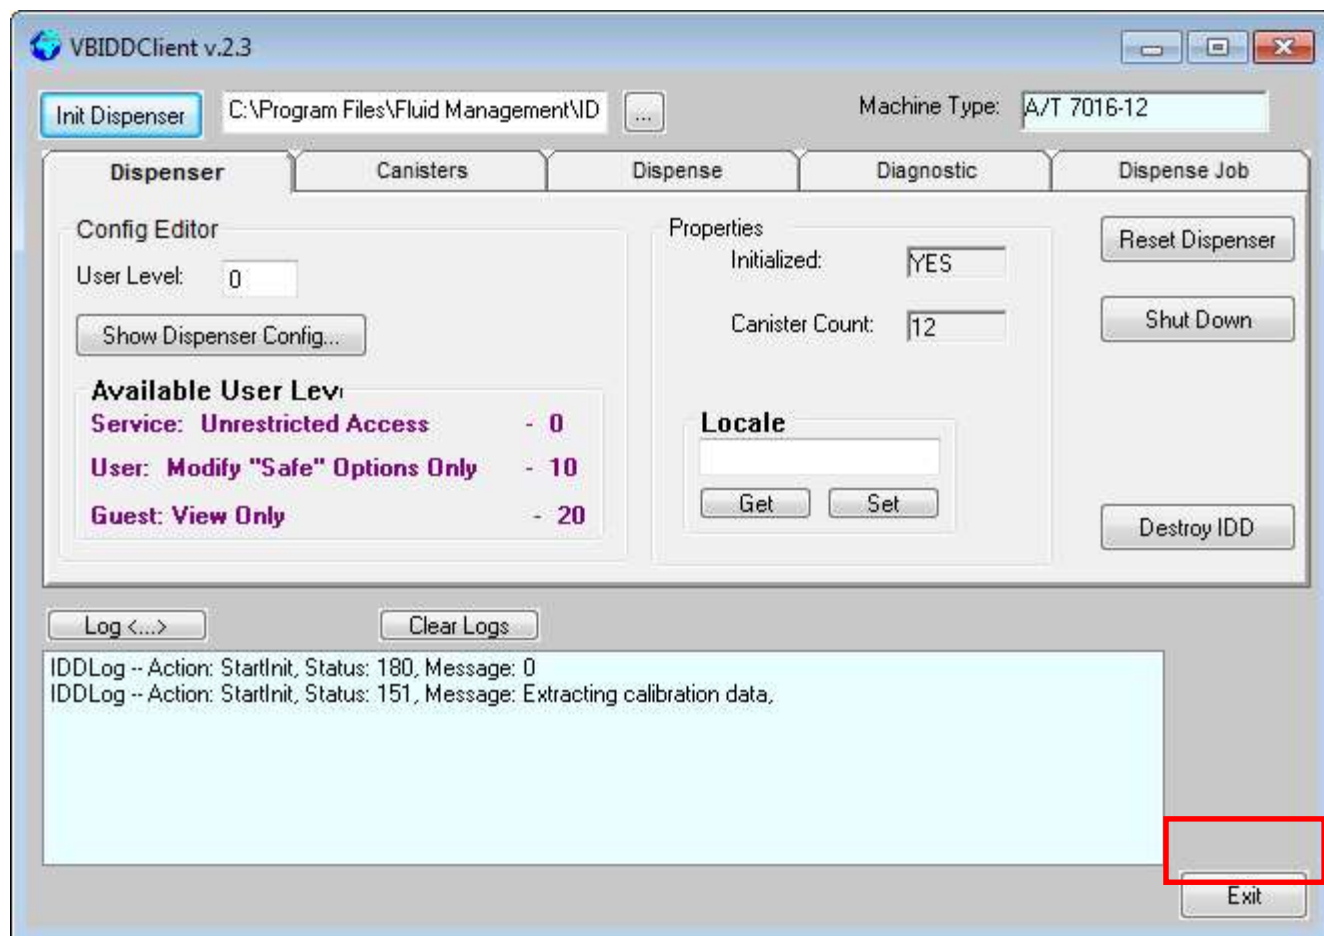 VBIDDClient v.2.3
Init Dispenser C:\Program Files\Fluid Management\ID ... Machine Type: A/T 7016-12
Dispenser Canisters Dispense Diagnostic Dispense Job
Config Editor
User Level: 0
Show Dispenser Config...
Available User Lev
Service: Unrestricted Access - 0
User: Modify "Safe" Options Only - 10
Guest: View Only - 20
Properties
Initialized: YES
Canister Count: 12
Locale
Get Set
Reset Dispenser
Shut Down
Destroy IDD
Log <...> Clear Logs
IDDLog -- Action: StartInit, Status: 180, Message: 0
IDDLog -- Action: StartInit, Status: 151, Message: Extracting calibration data,
Exit